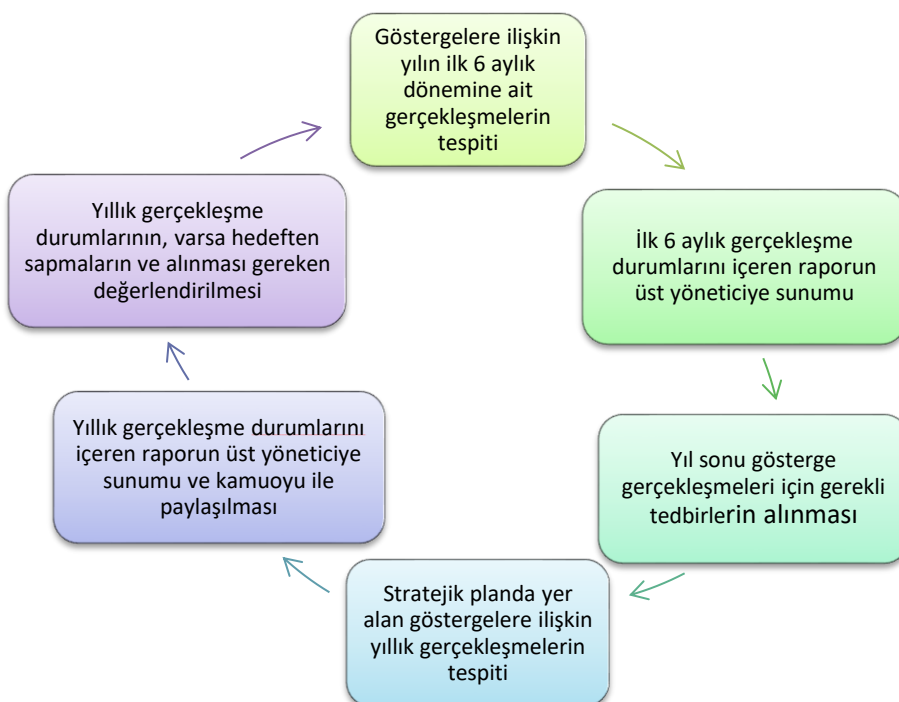 Göstergelere ilişkin
yılın ilk 6 aylık
dönemine ait
gerçekleşmelerin
tespiti
İlk 6 aylık gerçekleşme
durumlarını içeren raporun
üst yöneticiye sunumu
Yıl sonu gösterge
gerçekleşmeleri için gerekli
tedbirlerin alınması
Stratejik planda yer
alan göstergelere ilişkin
yıllık gerçekleşmelerin
tespiti
Yıllık gerçekleşme durumlarını
içeren raporun üst yöneticiye
sunumu ve kamuoyu ile
paylaşılması
Yıllık gerçekleşme
durumlarının, varsa hedeften
sapmaların ve alınması gereken
değerlendirilmesi